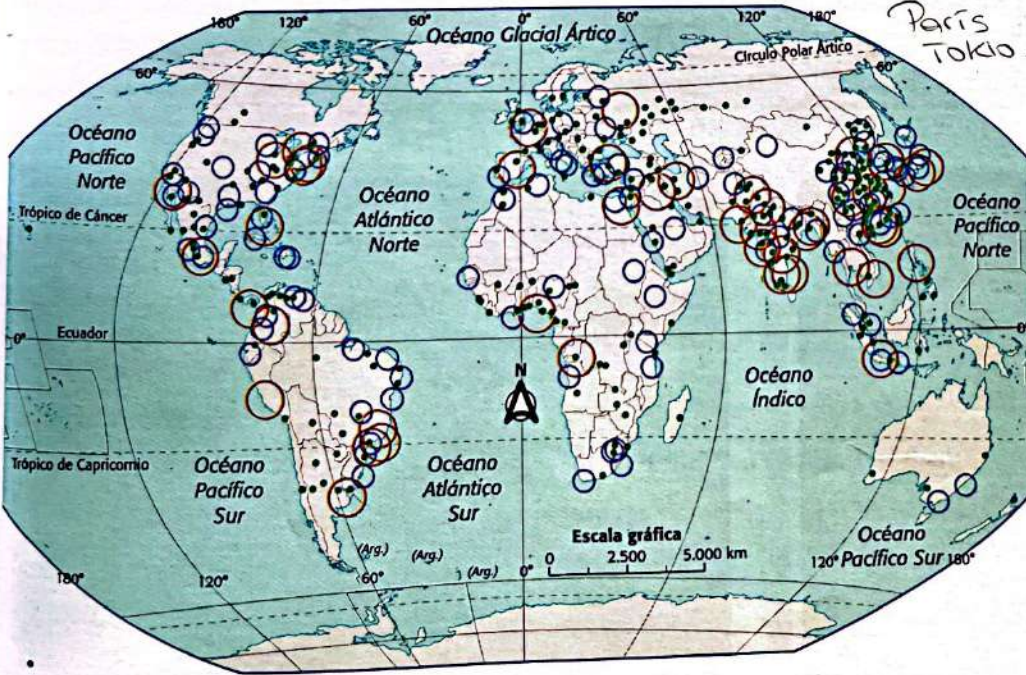 París
Tokio
180°
120°
60°
0°
60°
120°
180°
Océano Glacial Ártico
Círculo Polar Ártico
60°
60°
Océano
Pacífico
Norte
Océano
Atlántico
Norte
Océano
Pacífico
Norte
Trópico de Cáncer
Ecuador
0°
0°
N
Océano
Índico
Trópico de Capricornio
Océano
Pacífico
Sur
Océano
Atlántico
Sur
Océano
Pacífico Sur
Escala gráfica
0 2.500 5.000 km
(Arg.)
(Arg.)
(Arg.)
180°
120°
60°
0°
120°
180°